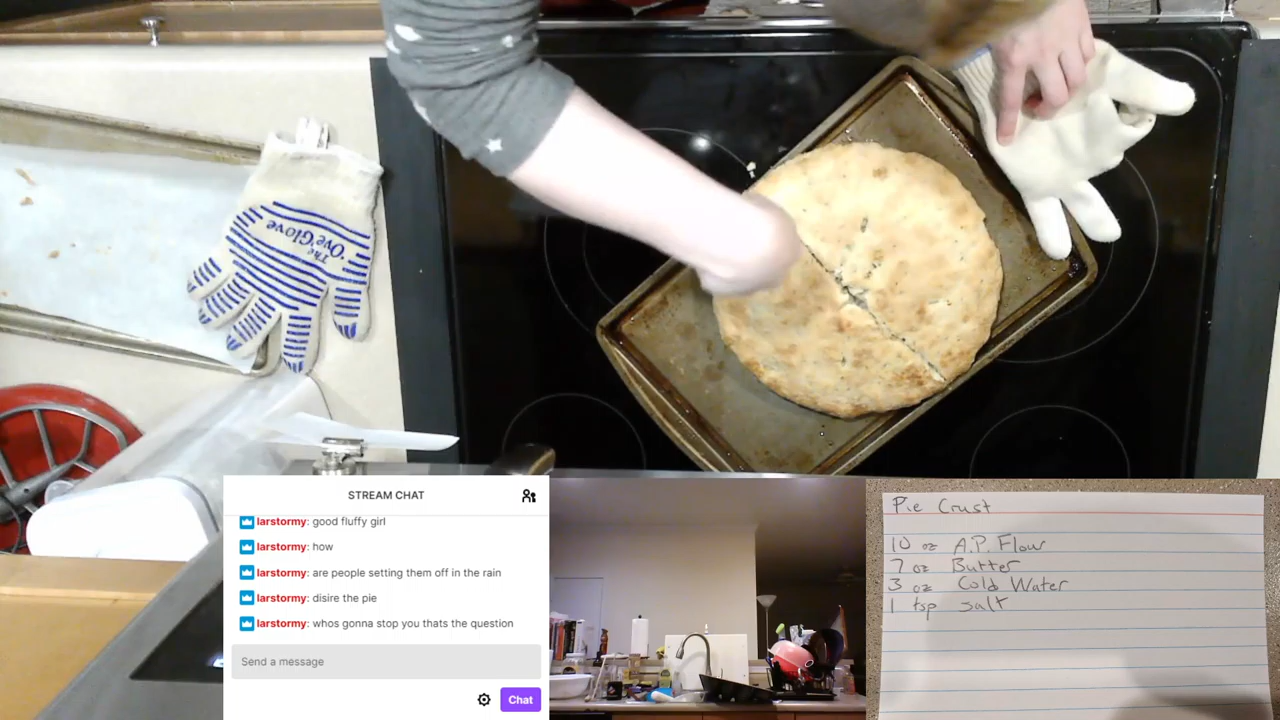 The
'Ove' Glove
STREAM CHAT
larstormy: good fluffy girl
larstormy: how
larstormy: are people setting them off in the rain
larstormy: disire the pie
larstormy: whos gonna stop you thats the question
Send a message
Chat
Pie Crust
10 oz A.P. Flour
7 oz Butter
3 oz Cold Water
1 tsp salt